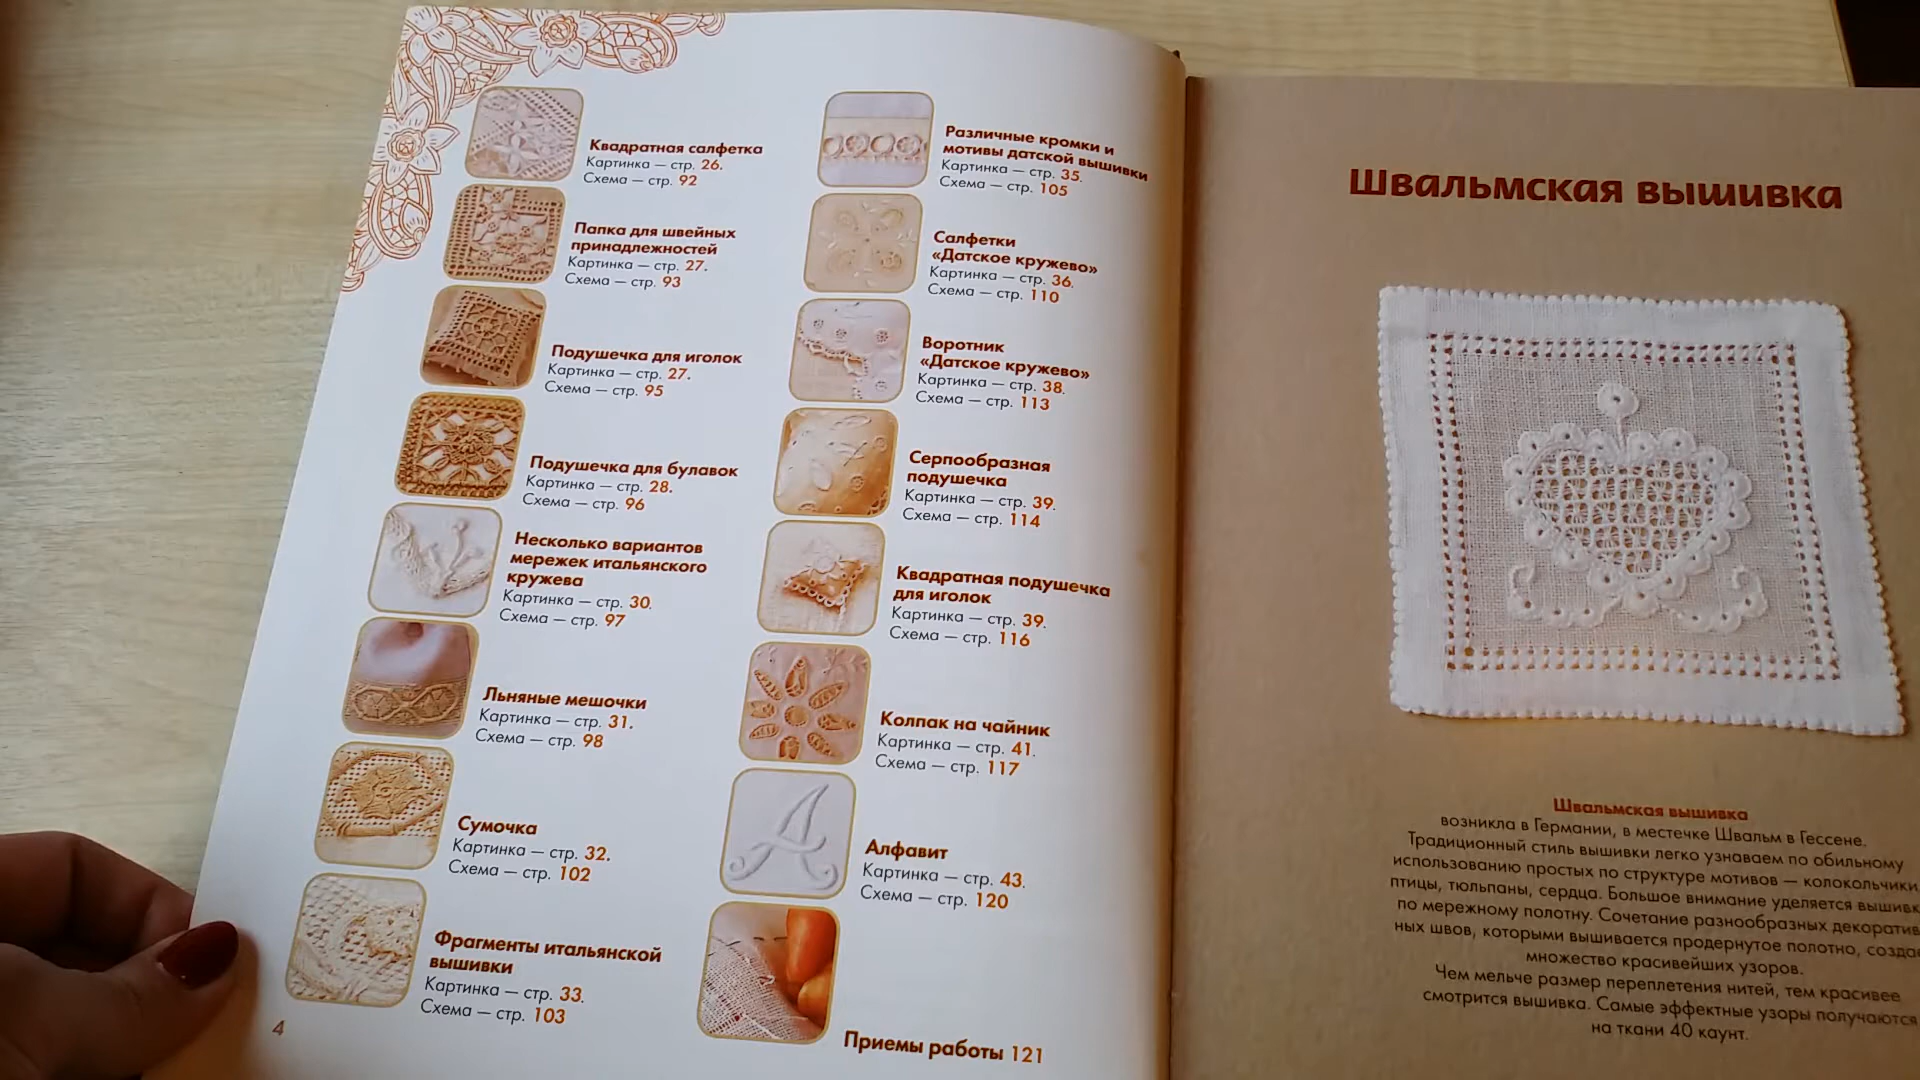 Квадратная салфетка
Картинка — стр. 26.
Схема — стр. 92
Папка для швейных
принадлежностей
Картинка — стр. 27.
Схема — стр. 93
Подушечка для иголок
Картинка — стр. 27.
Схема — стр. 95
Подушечка для булавок
Картинка — стр. 28.
Схема — стр. 96
Несколько вариантов
мережек итальянского
кружева
Картинка — стр. 30.
Схема — стр. 97
Льняные мешочки
Картинка — стр. 31.
Схема — стр. 98
Сумочка
Картинка — стр. 32.
Схема — стр. 102
Фрагменты итальянской
вышивки
Картинка — стр. 33.
Схема — стр. 103
4
Различные кромки и
мотивы датской вышивки
Картинка — стр. 35.
Схема — стр. 105
Салфетки
«Датское кружево»
Картинка — стр. 36.
Схема — стр. 110
Воротник
«Датское кружево»
Картинка — стр. 38.
Схема — стр. 113
Серпообразная
подушечка
Картинка — стр. 39.
Схема — стр. 114
Квадратная подушечка
для иголок
Картинка — стр. 39.
Схема — стр. 116
Колпак на чайник
Картинка — стр. 41.
Схема — стр. 117
Алфавит
Картинка — стр. 43.
Схема — стр. 120
Приемы работы 121
Швальмская вышивка
Швальмская вышивка
возникла в Германии, в местечке Швальм в Гессене.
Традиционный стиль вышивки легко узнаваем по обильному
использованию простых по структуре мотивов — колокольчики,
птицы, тюльпаны, сердца. Большое внимание уделяется вышивк
по мережному полотну. Сочетание разнообразных декоратив
ных швов, которыми вышивается продернутое полотно, создае
множество красивейших узоров.
Чем мельче размер переплетения нитей, тем красивее
смотрится вышивка. Самые эффектные узоры получаются
на ткани 40 каунт.